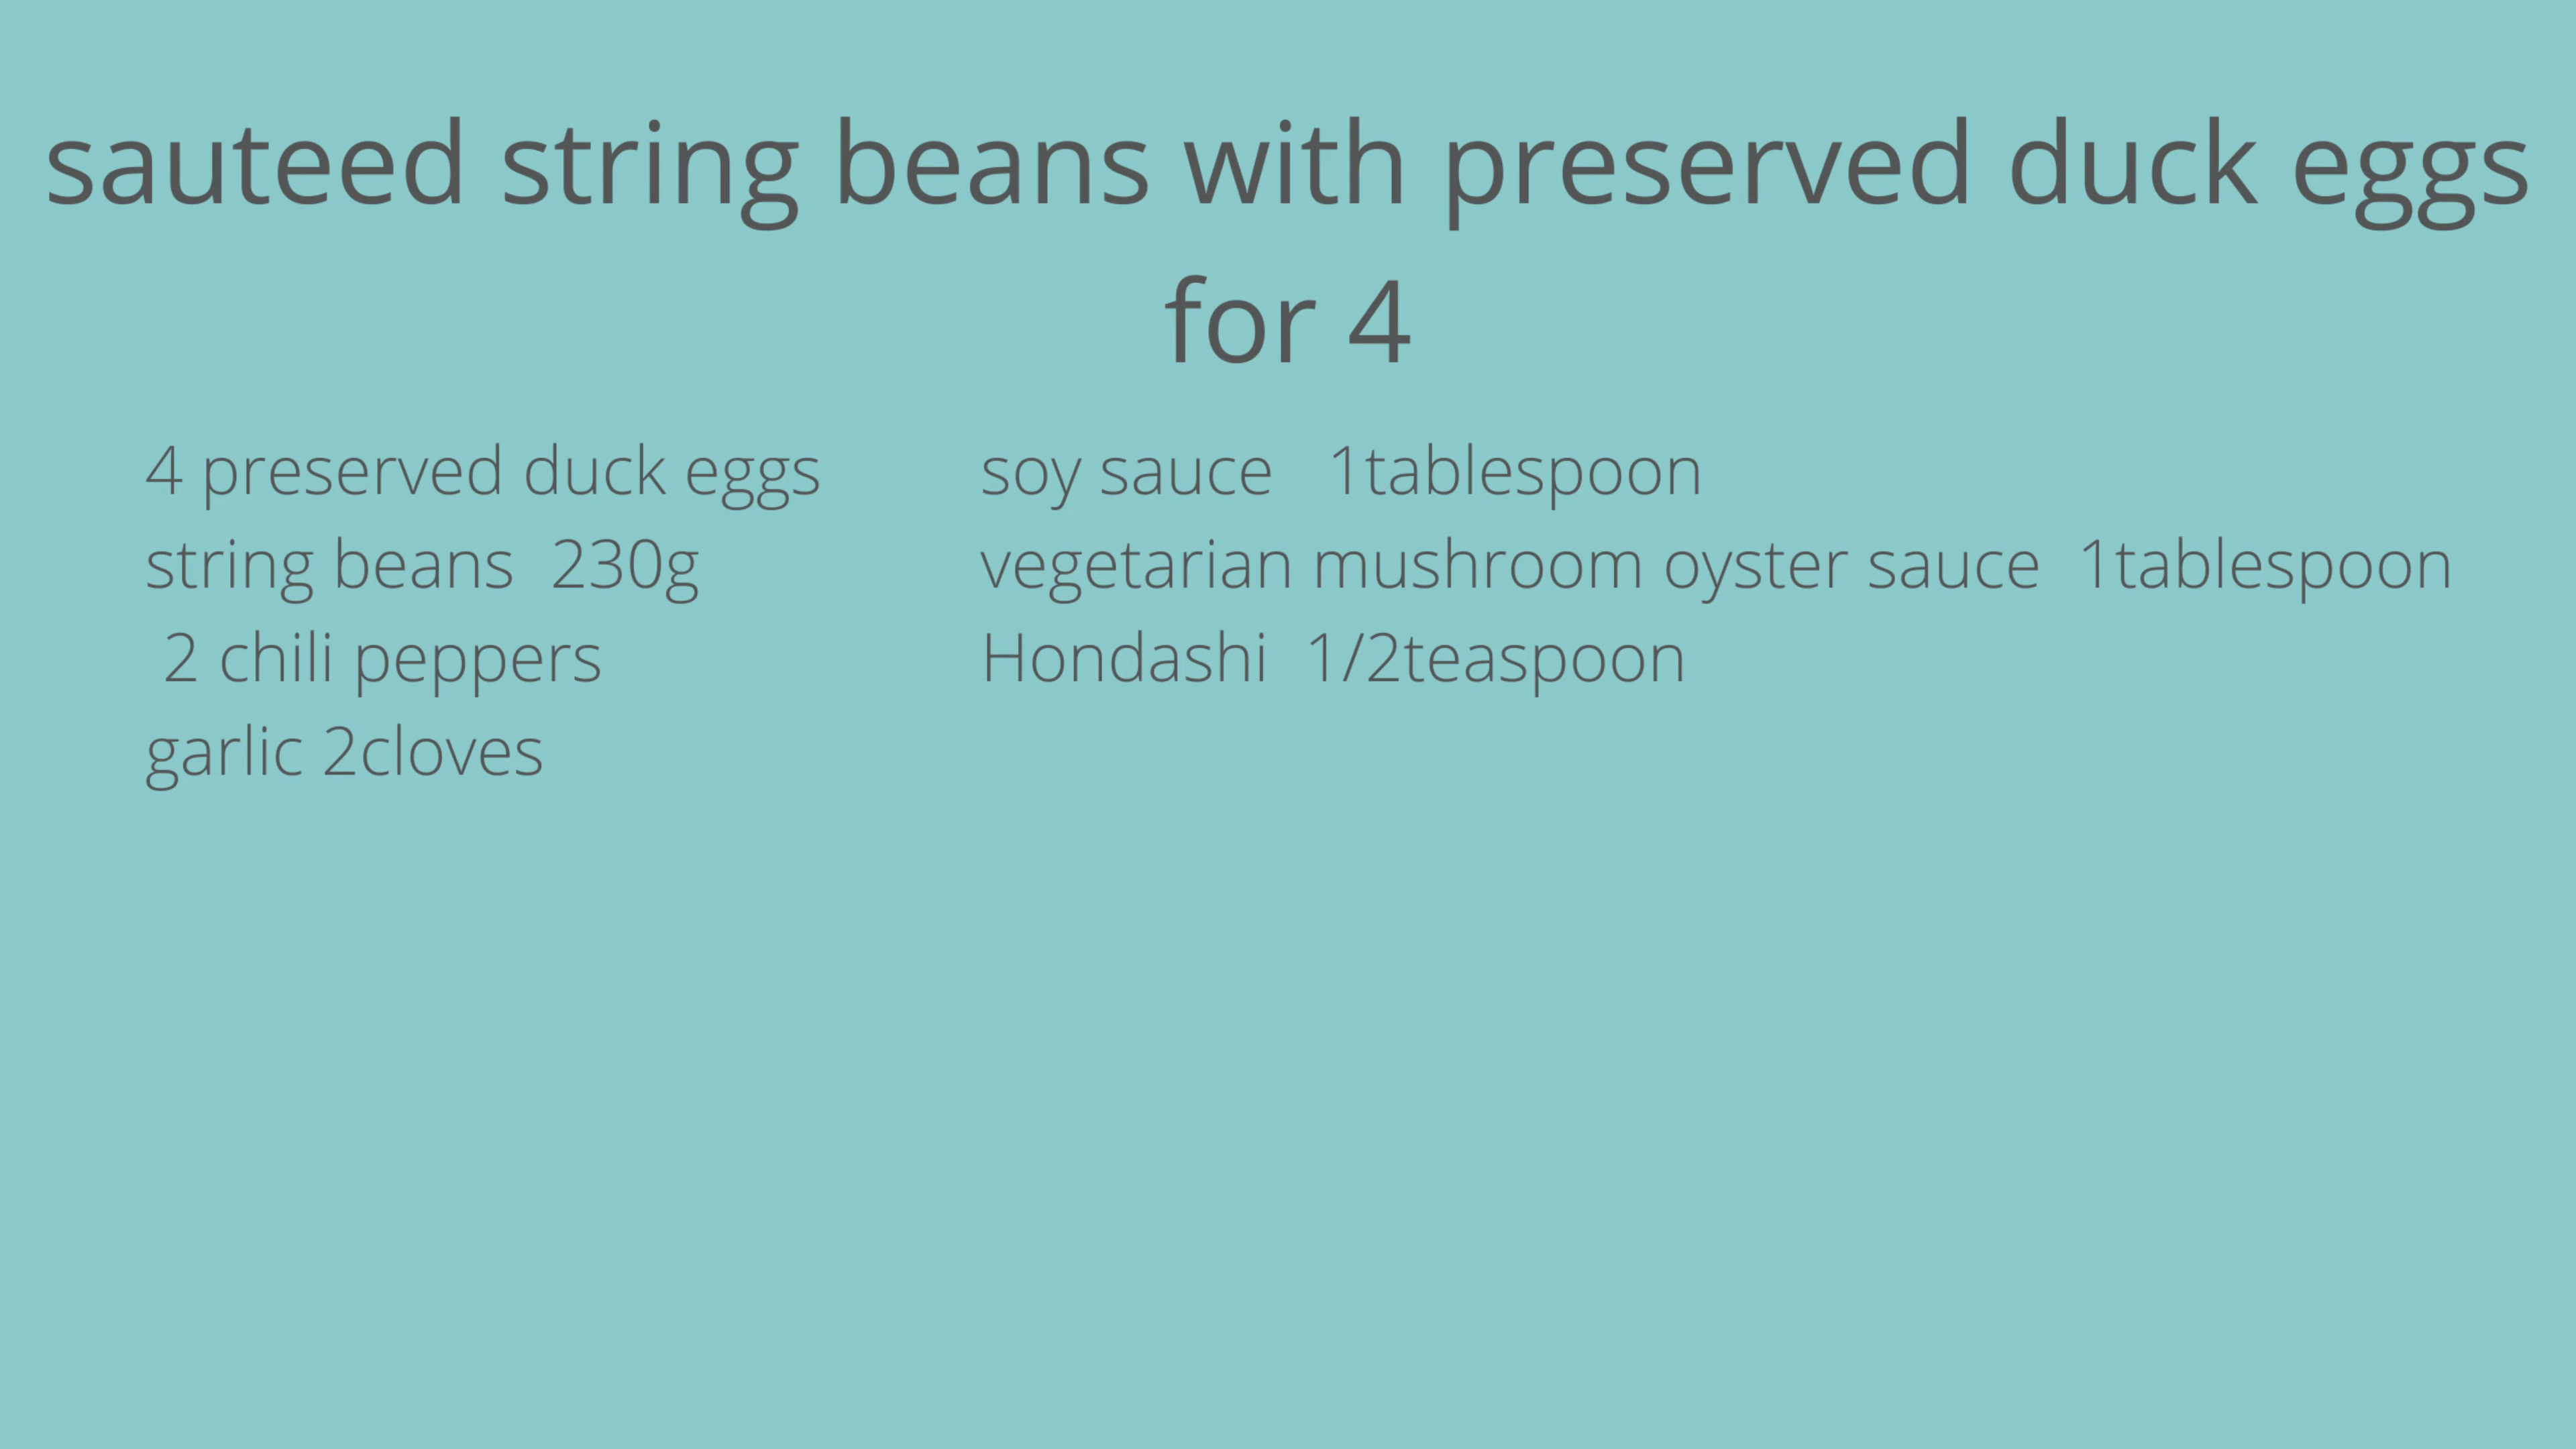 sauteed string beans with preserved duck eggs
for 4
4 preserved duck eggs
string beans 230g
2 chili peppers
garlic 2cloves
soy sauce 1tablespoon
vegetarian mushroom oyster sauce 1tablespoon
Hondashi 1/2teaspoon